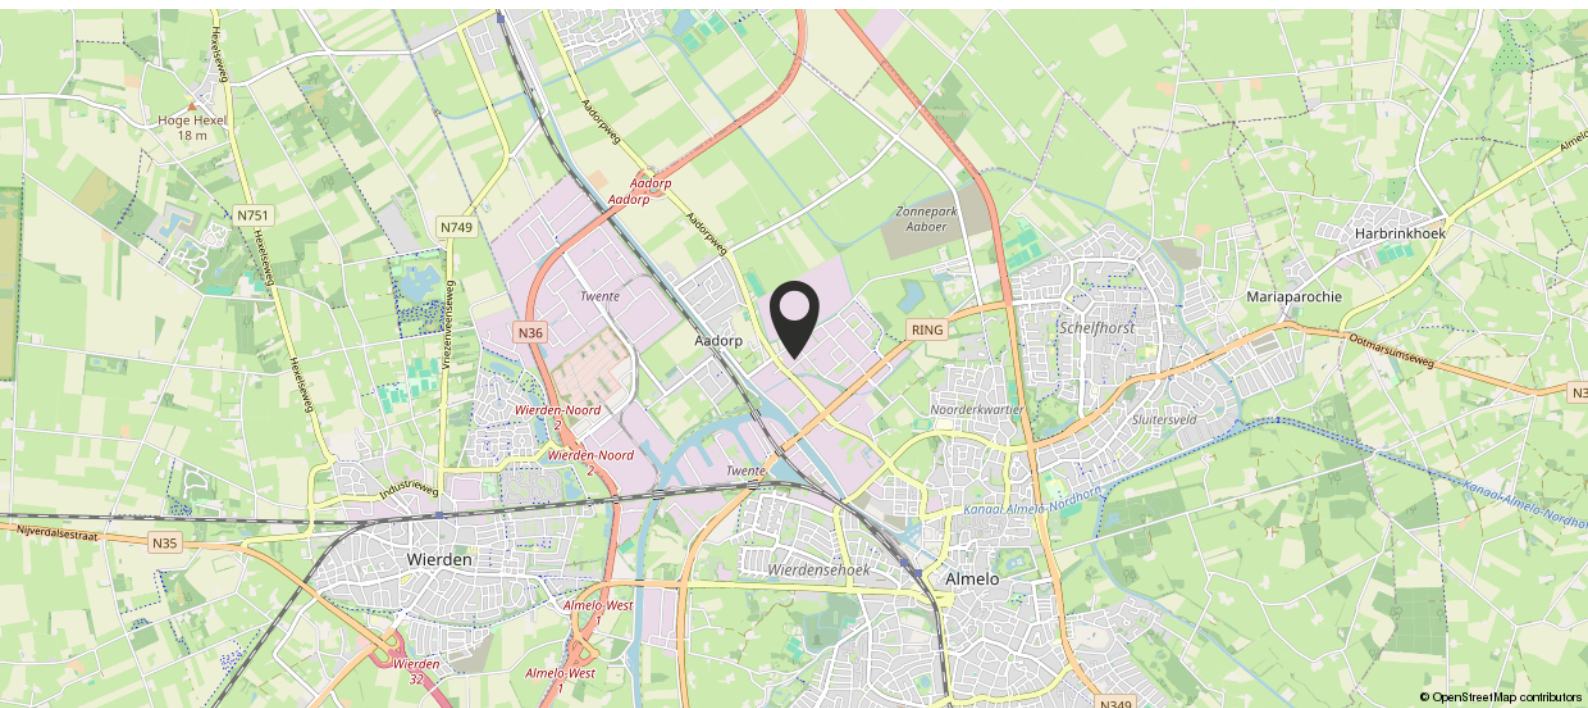 Hexelseweg
Hoge Hexel
18 m
Aadorpweg
Almelo
Aadorp
Aadorp
N751
N749
Aadorpweg
Zonnepark
Aaboer
Harbrinkhoek
Hexelseweg
Vriezenveenseweg
Twente
Mariaparochie
N36
Aadorp
RING
Schelfhorst
Ootmarsumseweg
Hexelseweg
N3
Wierden-Noord
2
Noorderkwartier
Sluitersveld
Wierden-Noord
2
Twente
Industrieweg
Kanaal Almelo-Nordhorn
Kanaal-Almelo-Nordhorn
Nijverdalsestraat
N35
Wierden
Wierdensehoek
Almelo
Almelo-West
1
Wierden
32
Almelo-West
1
N349
© OpenStreetMap contributors